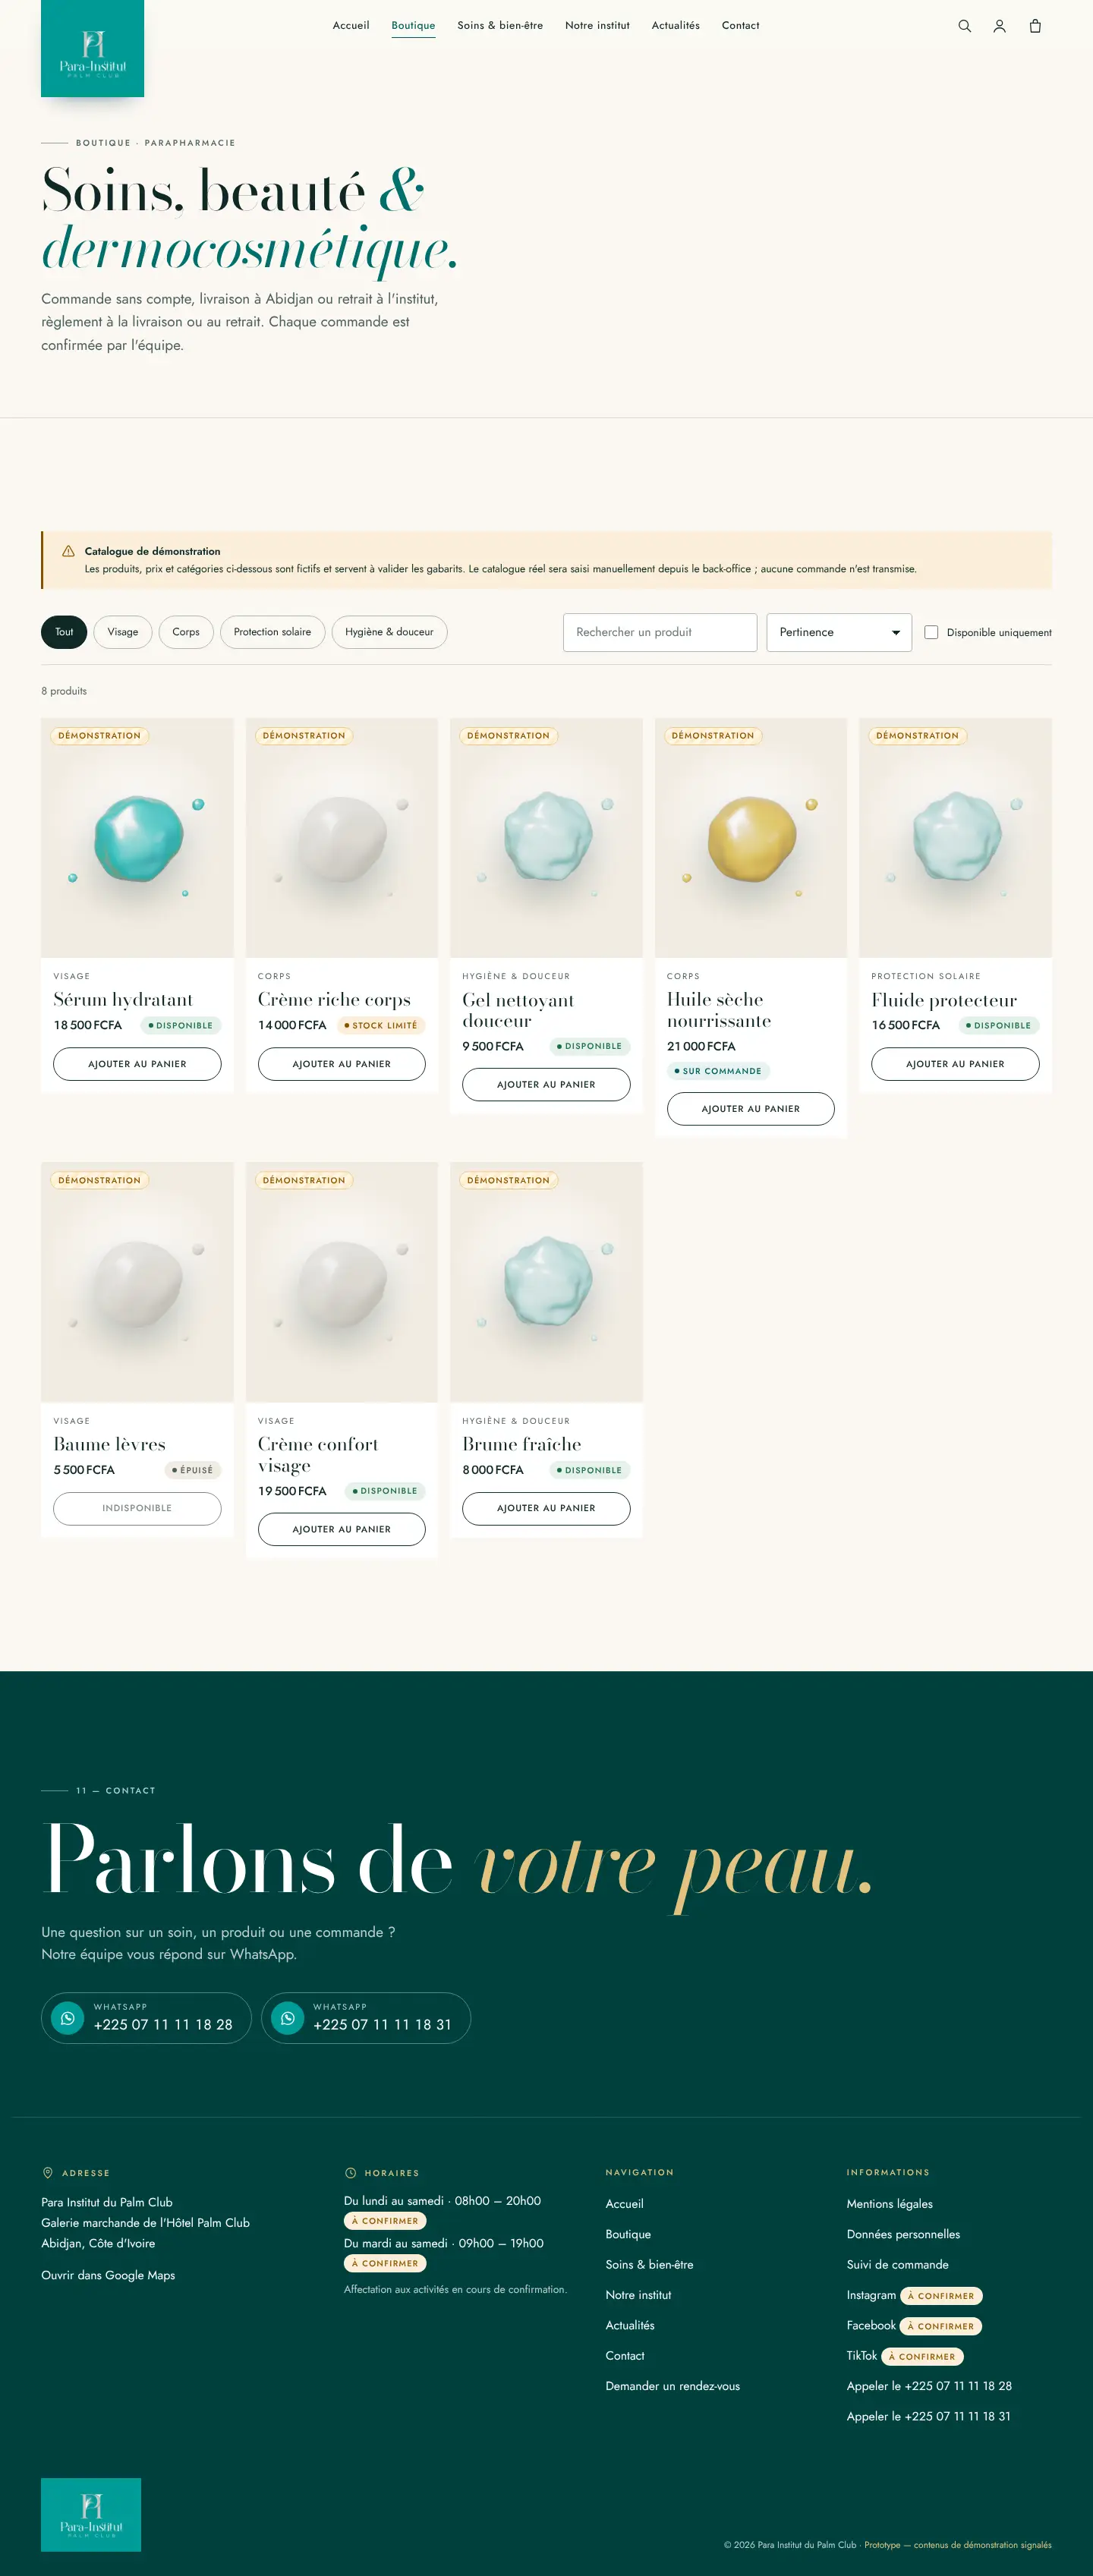 Para-Institut
PALM CLUB
Accueil
Boutique
Soins & bien-être
Notre institut
Actualités
Contact
BOUTIQUE · PARAPHARMACIE
Soins, beauté &
dermocosmétique.
Commande sans compte, livraison à Abidjan ou retrait à l'institut,
règlement à la livraison ou au retrait. Chaque commande est
confirmée par l'équipe.
Catalogue de démonstration
Les produits, prix et catégories ci-dessous sont fictifs et servent à valider les gabarits. Le catalogue réel sera saisi manuellement depuis le back-office ; aucune commande n'est transmise.
Tout
Visage
Corps
Protection solaire
Hygiène & douceur
Rechercher un produit
Pertinence
Disponible uniquement
8 produits
DÉMONSTRATION
VISAGE
Sérum hydratant
18 500 FCFA
DISPONIBLE
AJOUTER AU PANIER
DÉMONSTRATION
CORPS
Crème riche corps
14 000 FCFA
STOCK LIMITÉ
AJOUTER AU PANIER
DÉMONSTRATION
HYGIÈNE & DOUCEUR
Gel nettoyant
douceur
9 500 FCFA
DISPONIBLE
AJOUTER AU PANIER
DÉMONSTRATION
CORPS
Huile sèche
nourrissante
21 000 FCFA
SUR COMMANDE
AJOUTER AU PANIER
DÉMONSTRATION
PROTECTION SOLAIRE
Fluide protecteur
16 500 FCFA
DISPONIBLE
AJOUTER AU PANIER
DÉMONSTRATION
VISAGE
Baume lèvres
5 500 FCFA
ÉPUISÉ
INDISPONIBLE
DÉMONSTRATION
VISAGE
Crème confort
visage
19 500 FCFA
DISPONIBLE
AJOUTER AU PANIER
DÉMONSTRATION
HYGIÈNE & DOUCEUR
Brume fraîche
8 000 FCFA
DISPONIBLE
AJOUTER AU PANIER
11 — CONTACT
Parlons de votre peau.
Une question sur un soin, un produit ou une commande ?
Notre équipe vous répond sur WhatsApp.
WHATSAPP
+225 07 11 11 18 28
WHATSAPP
+225 07 11 11 18 31
ADRESSE
Para Institut du Palm Club
Galerie marchande de l'Hôtel Palm Club
Abidjan, Côte d'Ivoire
Ouvrir dans Google Maps
HORAIRES
Du lundi au samedi · 08h00 – 20h00
À CONFIRMER
Du mardi au samedi · 09h00 – 19h00
À CONFIRMER
Affectation aux activités en cours de confirmation.
NAVIGATION
Accueil
Boutique
Soins & bien-être
Notre institut
Actualités
Contact
Demander un rendez-vous
INFORMATIONS
Mentions légales
Données personnelles
Suivi de commande
Instagram À CONFIRMER
Facebook À CONFIRMER
TikTok À CONFIRMER
Appeler le +225 07 11 11 18 28
Appeler le +225 07 11 11 18 31
Para-Institut
PALM CLUB
© 2026 Para Institut du Palm Club · Prototype — contenus de démonstration signalés